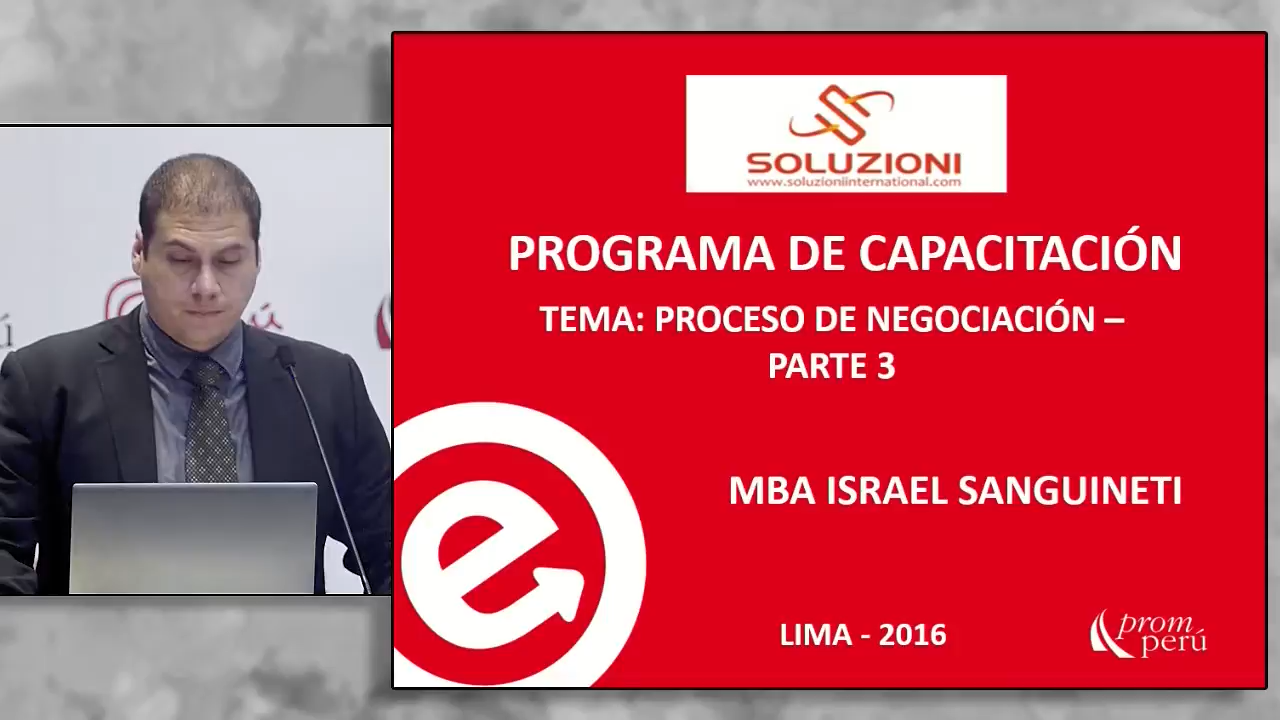 SOLUZIONI
www.soluzioniinternational.com
PROGRAMA DE CAPACITACIÓN
TEMA: PROCESO DE NEGOCIACIÓN –
PARTE 3
MBA ISRAEL SANGUINETI
LIMA - 2016
prom
perú